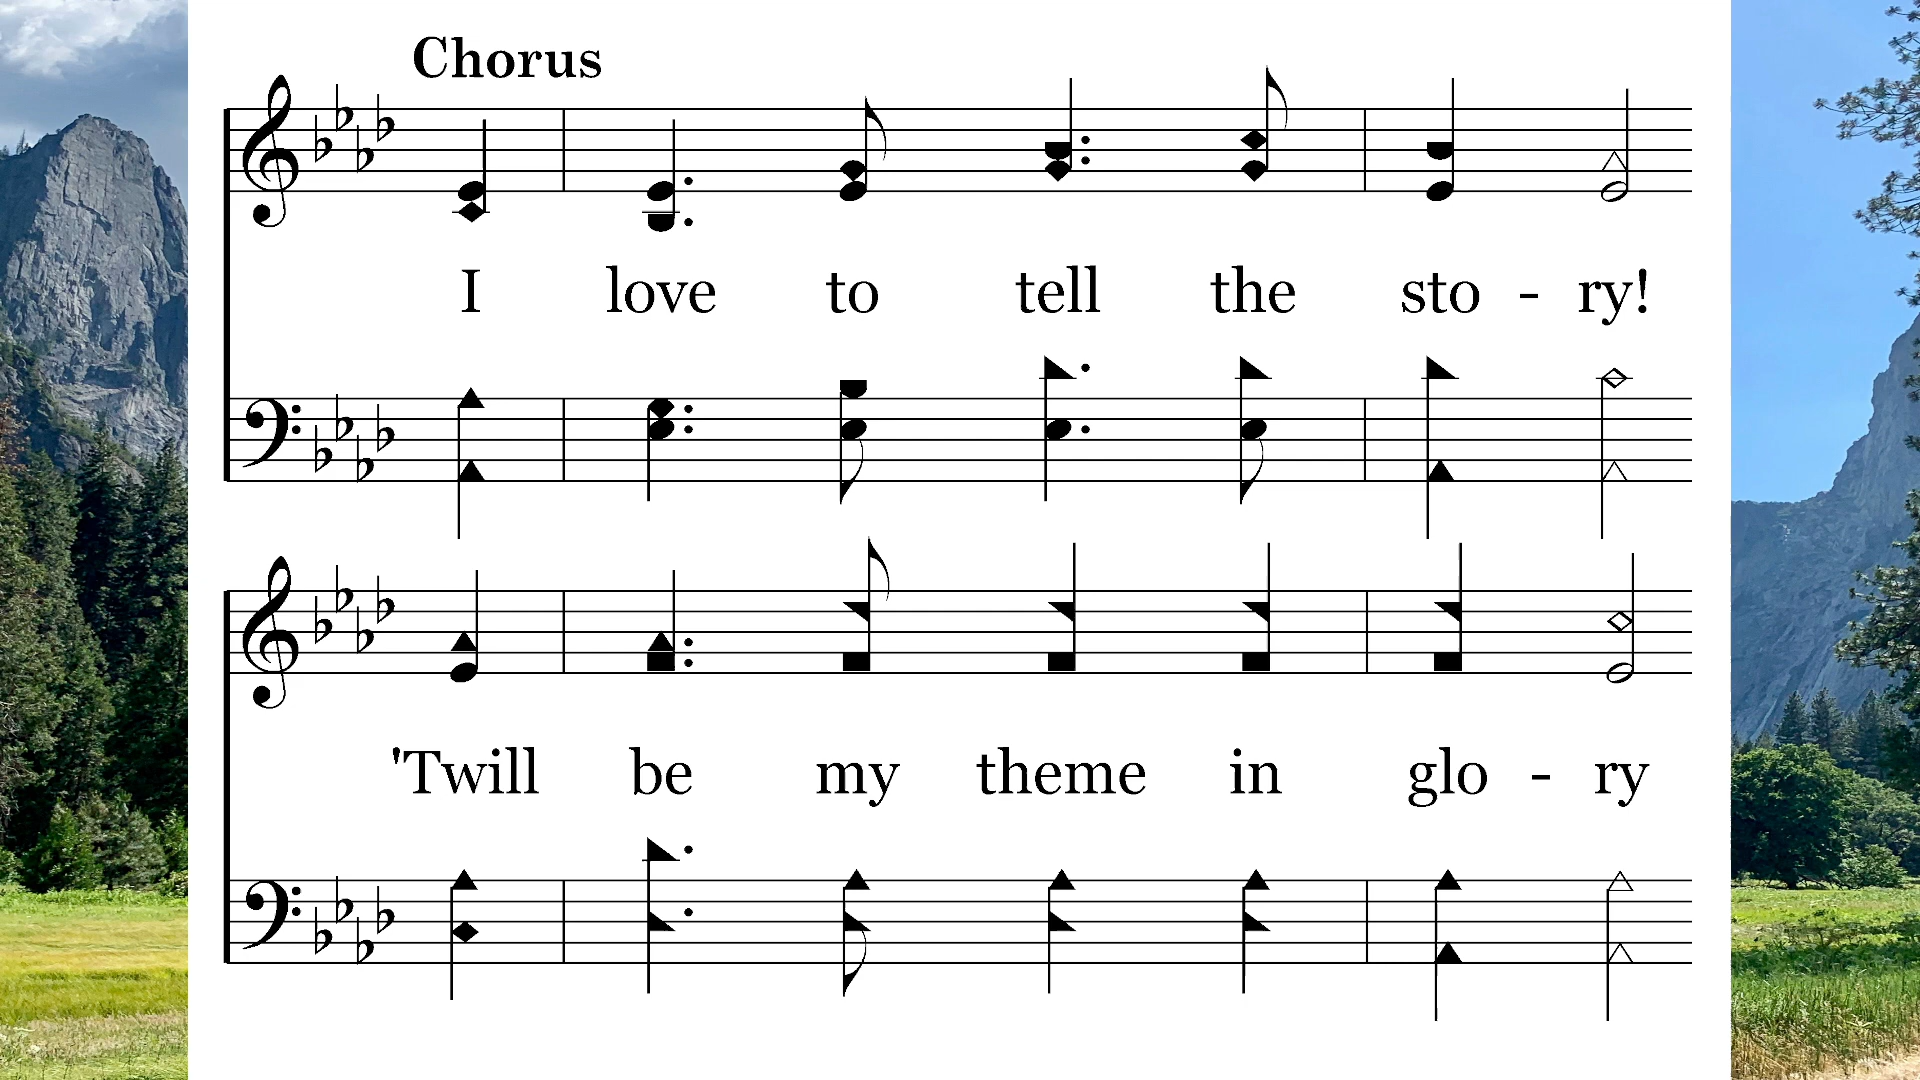 Chorus
I love to tell the sto - ry!
'Twill be my theme in glo - ry